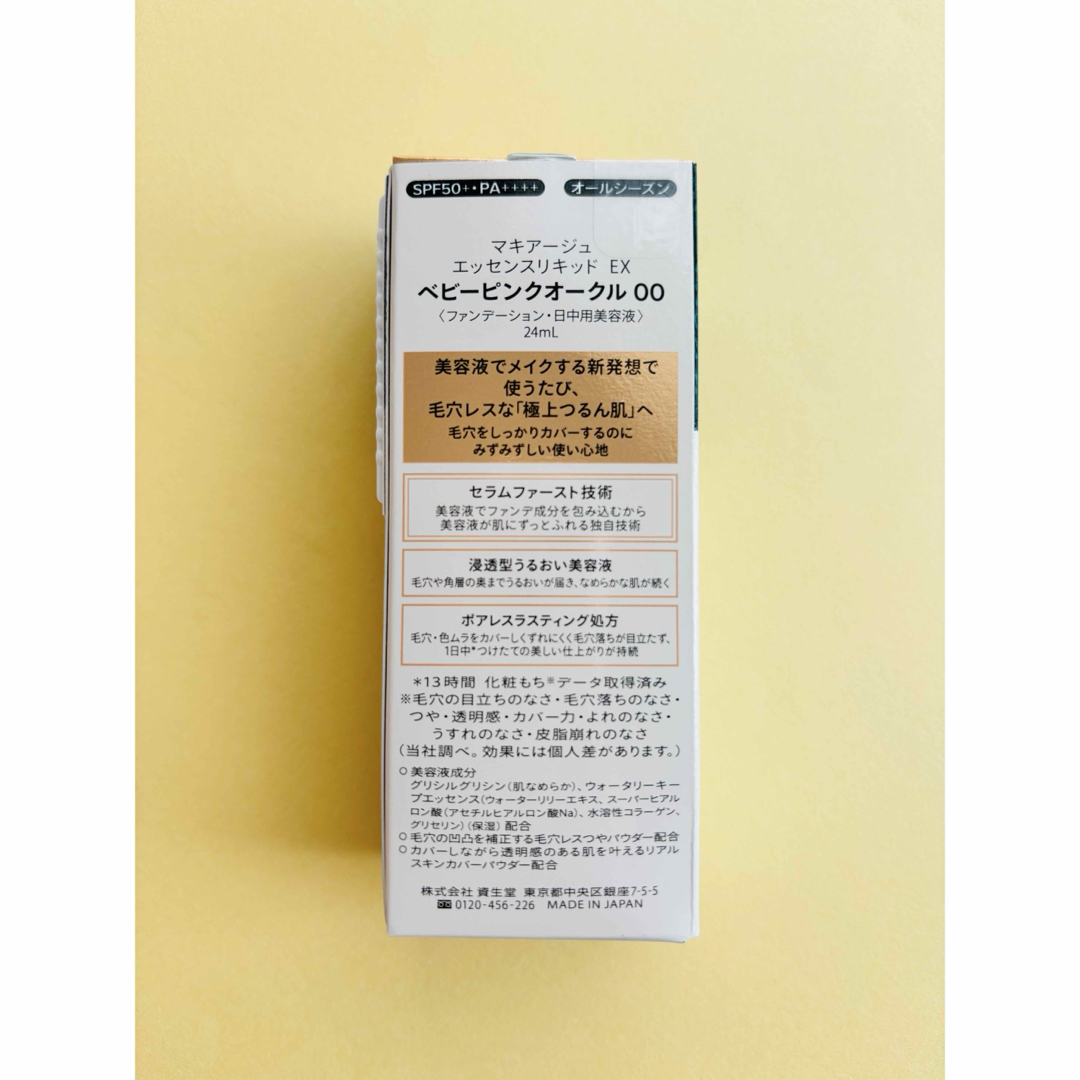 SPF50+・PA++++ オールシーズン
マキアージュ
エッセンスリキッド EX
ベビーピンクオークル 00
〈ファンデーション・日中用美容液〉
24mL
美容液でメイクする新発想で
使うたび、
毛穴レスな「極上つるん肌」へ
毛穴をしっかりカバーするのに
みずみずしい使い心地
セラムファースト技術
美容液でファンデ成分を包み込むから
美容液が肌にずっとふれる独自技術
浸透型うるおい美容液
毛穴や角層の奥までうるおいが届き、なめらかな肌が続く
ポアレスラスティング処方
毛穴・色ムラをカバーしくずれにくく毛穴落ちが目立たず、
1日中*つけたての美しい仕上がりが持続
*13時間 化粧もち※データ取得済み
※毛穴の目立ちのなさ・毛穴落ちのなさ・
つや・透明感・カバー力・よれのなさ・
うすれのなさ・皮脂崩れのなさ
(当社調べ。効果には個人差があります。)
○美容液成分
グリシルグリシン(肌なめらか)、ウォータリーキー
プエッセンス(ウォーターリリーエキス、スーパーヒアル
ロン酸(アセチルヒアルロン酸Na)、水溶性コラーゲン、
グリセリン)(保湿)配合
○毛穴の凹凸を補正する毛穴レスつやパウダー配合
○カバーしながら透明感のある肌を叶えるリアル
スキンカバーパウダー配合
株式会社 資生堂 東京都中央区銀座7-5-5
0120-456-226 MADE IN JAPAN